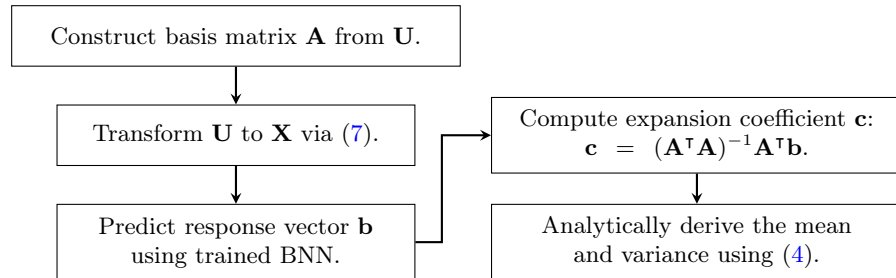 Construct basis matrix A from U.
Transform U to X via (7).
Predict response vector b
using trained BNN.
Compute expansion coefficient c:
c = (AᵀA)⁻¹Aᵀb.
Analytically derive the mean
and variance using (4).